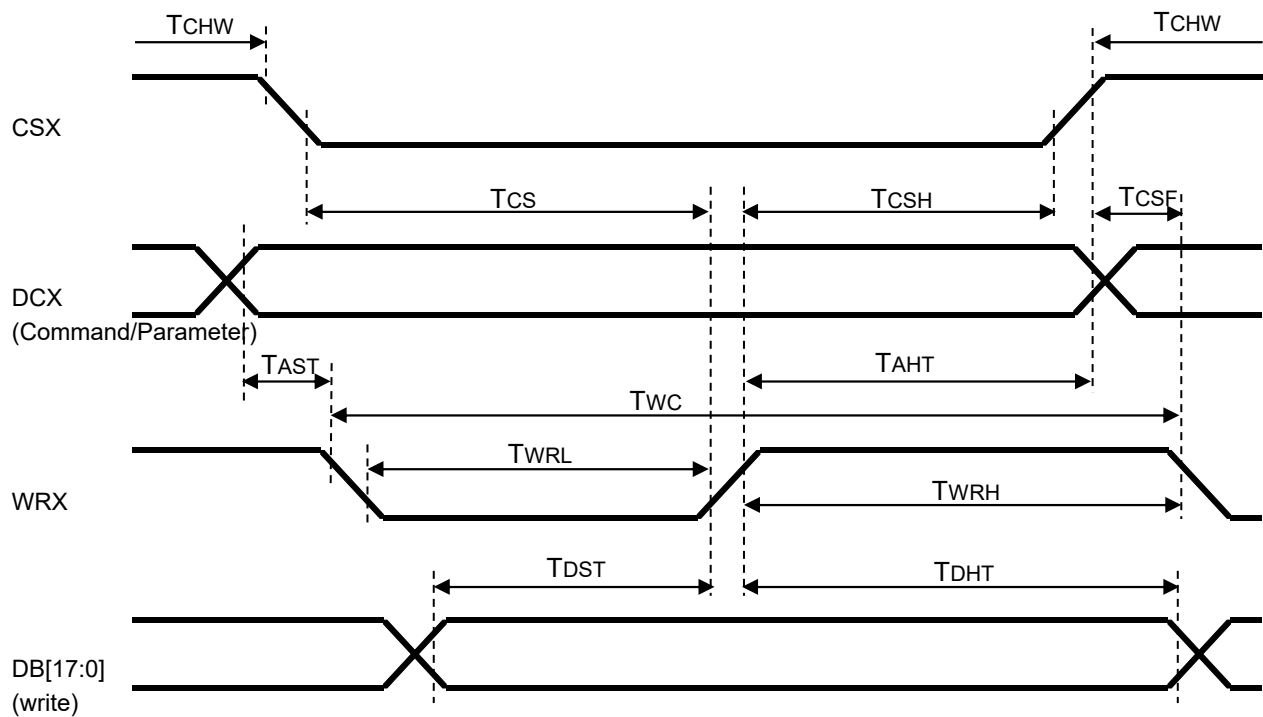 TCHW
TCHW
CSX
TCS
TCSH
TCSF
DCX
(Command/Parameter)
TAST
TAHT
TWC
TWRL
WRX
TWRH
TDST
TDHT
DB[17:0]
(write)